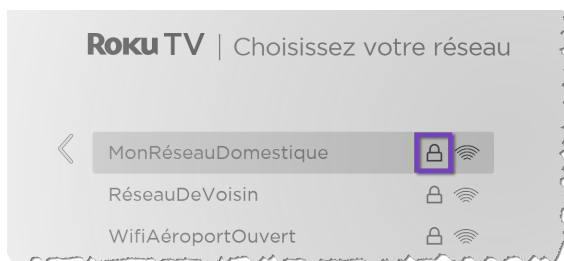 Roku TV | Choisissez votre réseau
MonRéseauDomestique
RéseauDeVoisin
WifiAéroportOuvert